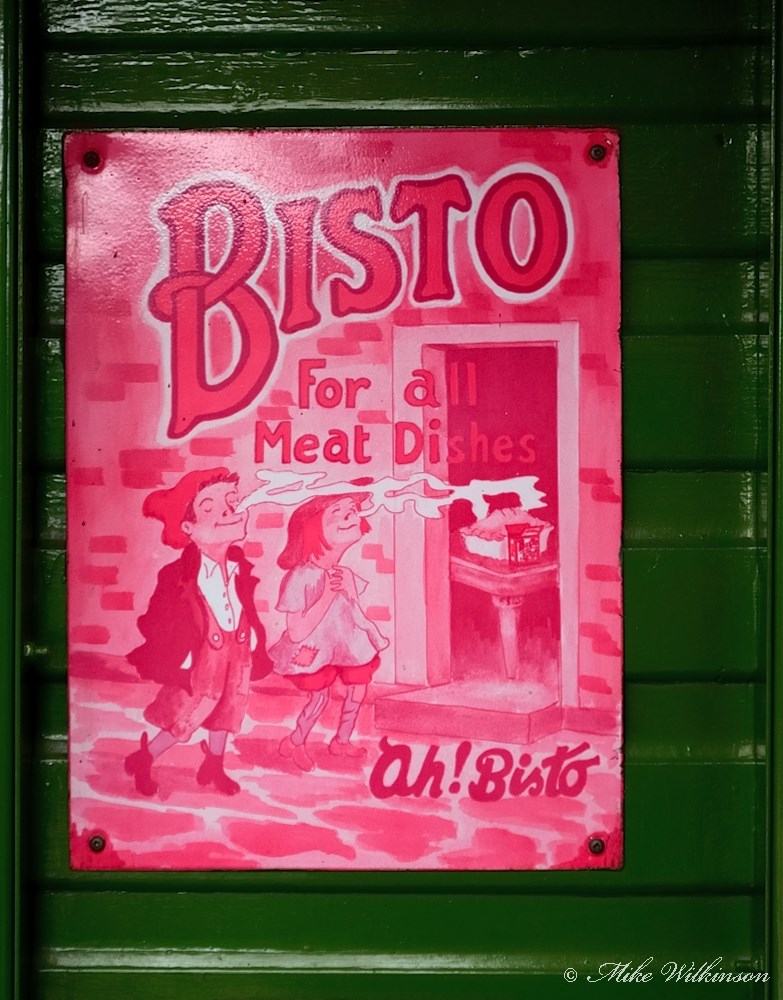 BISTO
For all
Meat Dishes
Ah! Bisto
© Mike Wilkinson